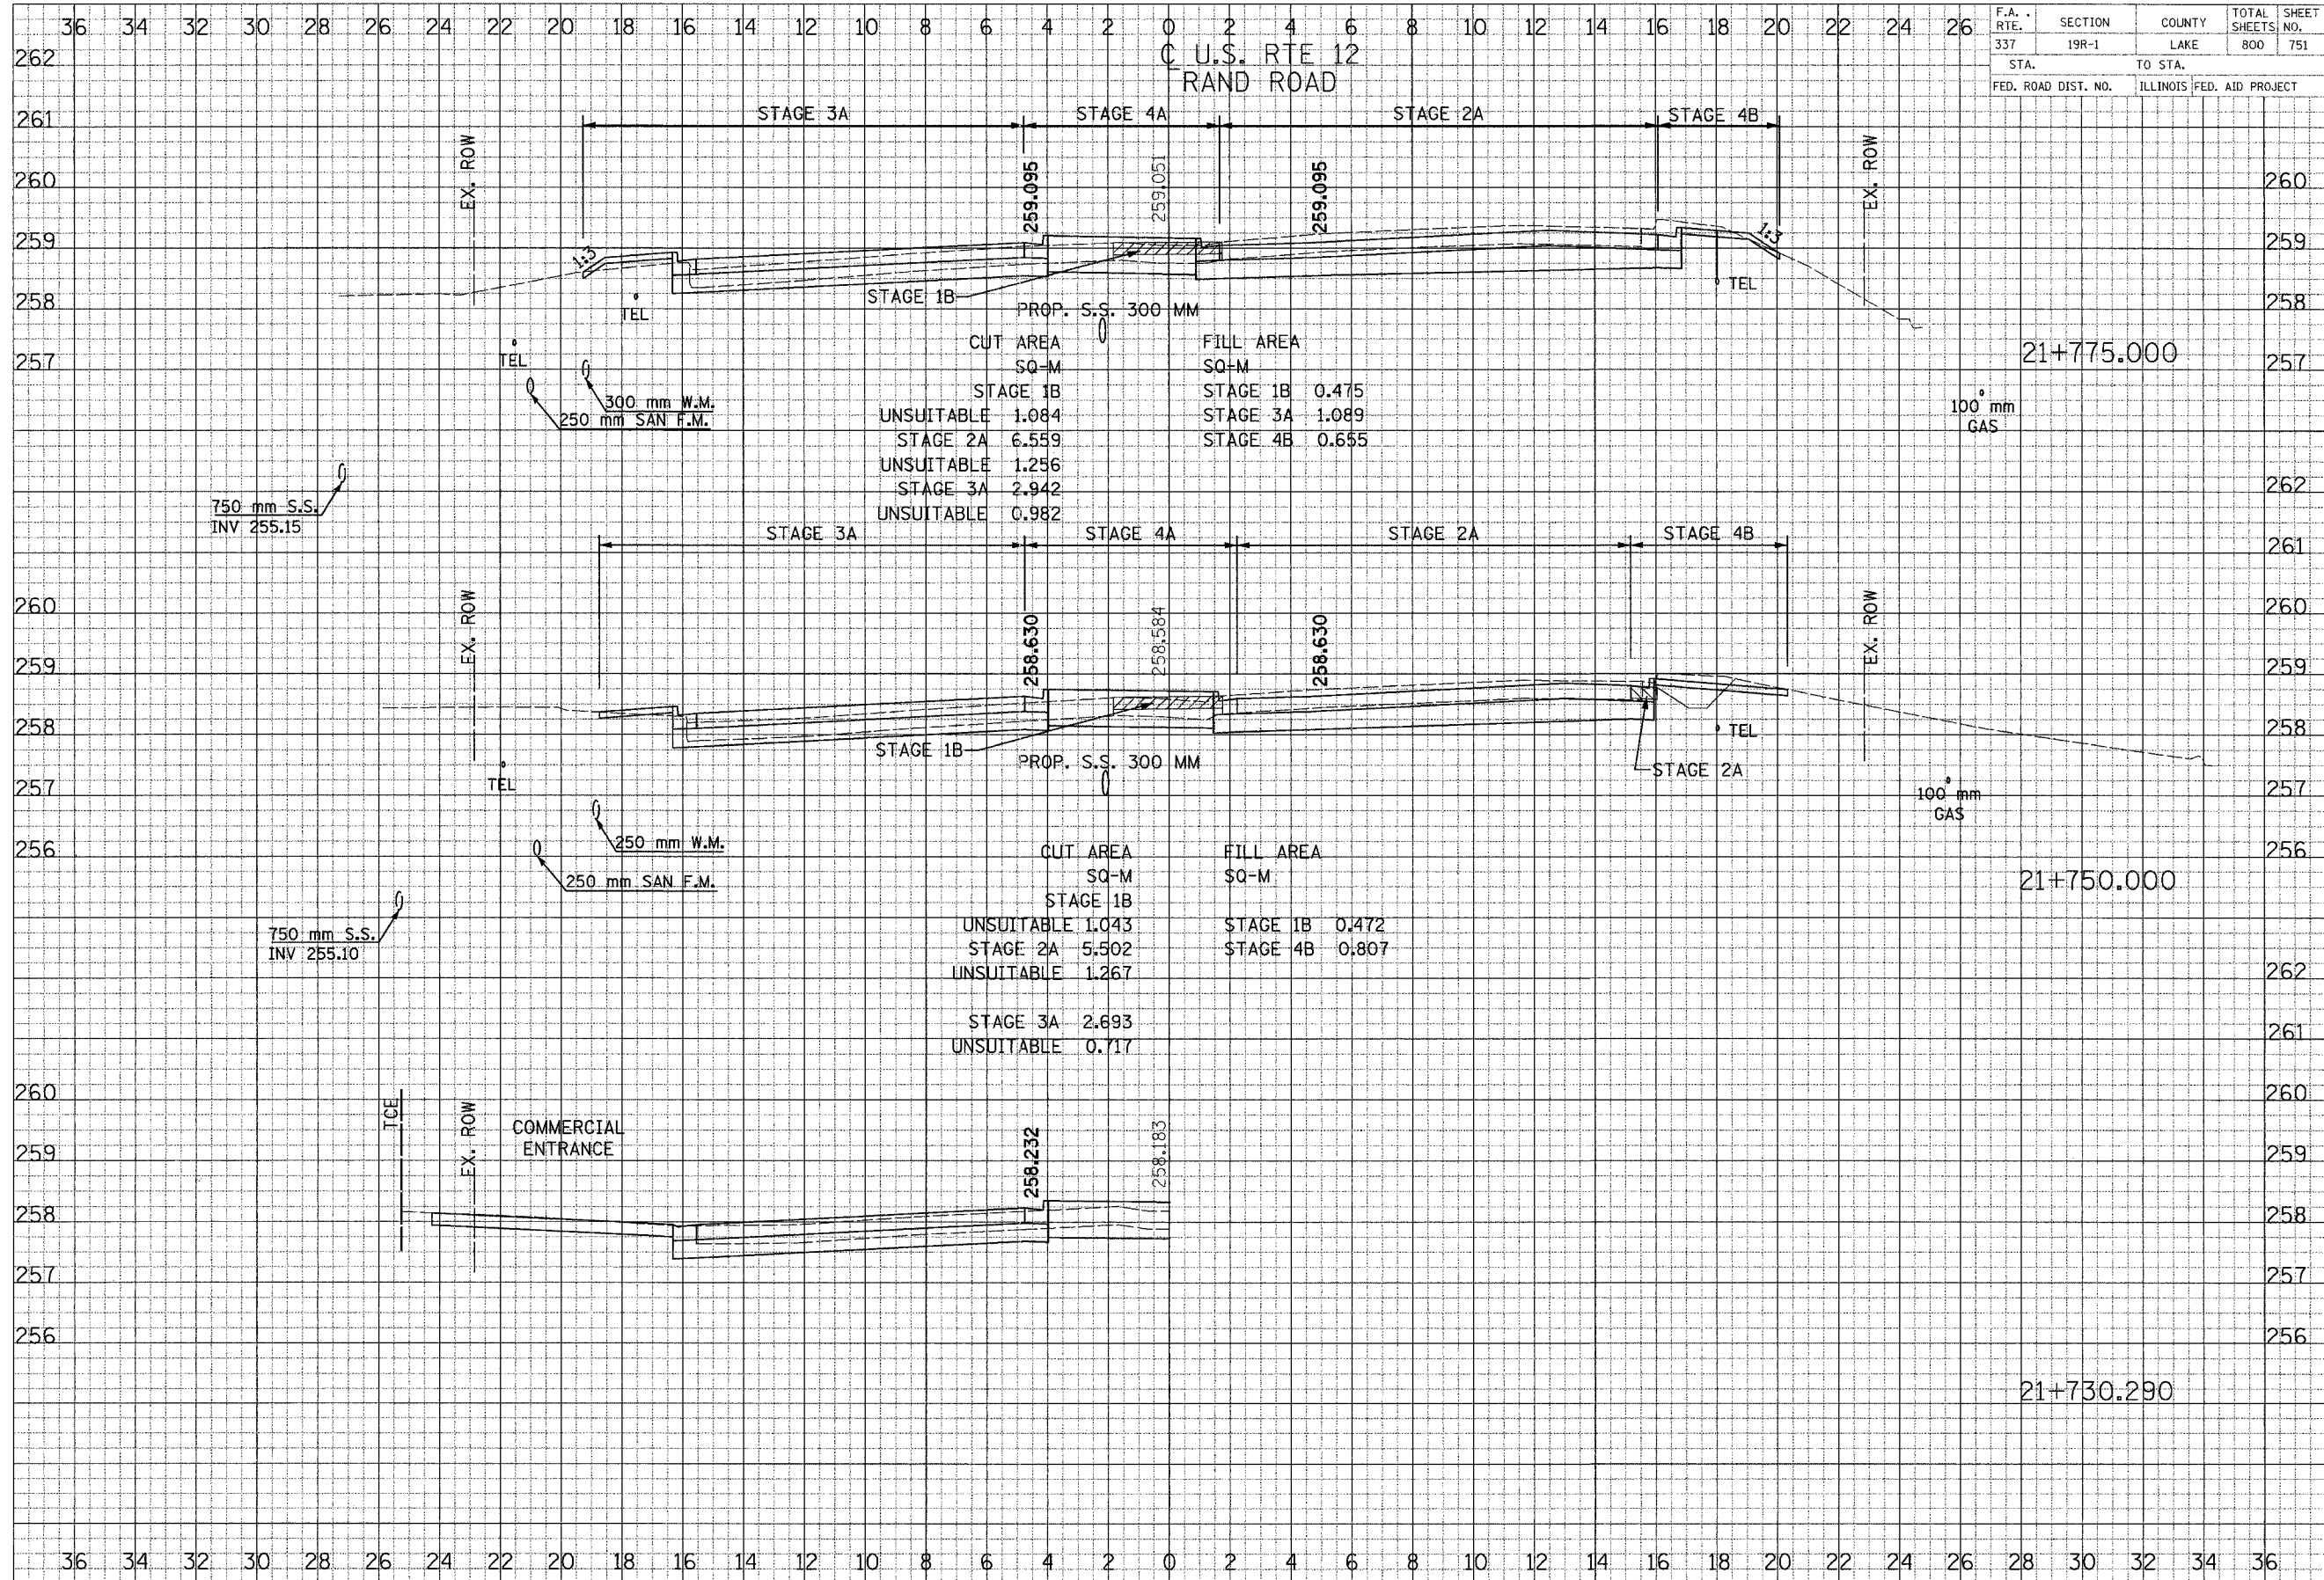 36 34 32 30 28 26 24 22 20 18 16 14 12 10 8 6 4 2 0 2 4 6 8 10 12 14 16 18 20 22 24 26
F.A. RTE. SECTION COUNTY TOTAL SHEETS SHEET NO.
337 19R-1 LAKE 800 751
STA. TO STA.
FED. ROAD DIST. NO. ILLINOIS FED. AID PROJECT
C U.S. RTE 12
RAND ROAD
262
261
STAGE 3A STAGE 4A STAGE 2A STAGE 4B
260 260
EX. ROW 259.095 259.051 259.095 EX. ROW
259 259
1:3 1:3
258 258
STAGE 1B
TEL TEL
PROP. S.S. 300 MM
257 257
TEL
21+775.000
300 mm W.M.
250 mm SAN F.M.
100 mm
GAS
CUT AREA FILL AREA
SQ-M SQ-M
STAGE 1B STAGE 1B 0.475
UNSUITABLE 1.084 STAGE 3A 1.089
STAGE 2A 6.559 STAGE 4B 0.655
UNSUITABLE 1.256
STAGE 3A 2.942
UNSUITABLE 0.982
750 mm S.S.
INV 255.15
262
STAGE 3A STAGE 4A STAGE 2A STAGE 4B
261
260 260
EX. ROW 258.630 258.584 258.630 EX. ROW
259 259
258 258
STAGE 1B
TEL
PROP. S.S. 300 MM
STAGE 2A
TEL
257 257
100 mm
GAS
250 mm W.M.
256 256
250 mm SAN F.M.
21+750.000
CUT AREA FILL AREA
SQ-M SQ-M
STAGE 1B
UNSUITABLE 1.043 STAGE 1B 0.472
STAGE 2A 5.502 STAGE 4B 0.807
UNSUITABLE 1.267
STAGE 3A 2.693
UNSUITABLE 0.717
750 mm S.S.
INV 255.10
262
261
260 260
TCE EX. ROW
COMMERCIAL
ENTRANCE
258.232 258.183
259 259
258 258
257 257
256 256
21+730.290
36 34 32 30 28 26 24 22 20 18 16 14 12 10 8 6 4 2 0 2 4 6 8 10 12 14 16 18 20 22 24 26 28 30 32 34 36